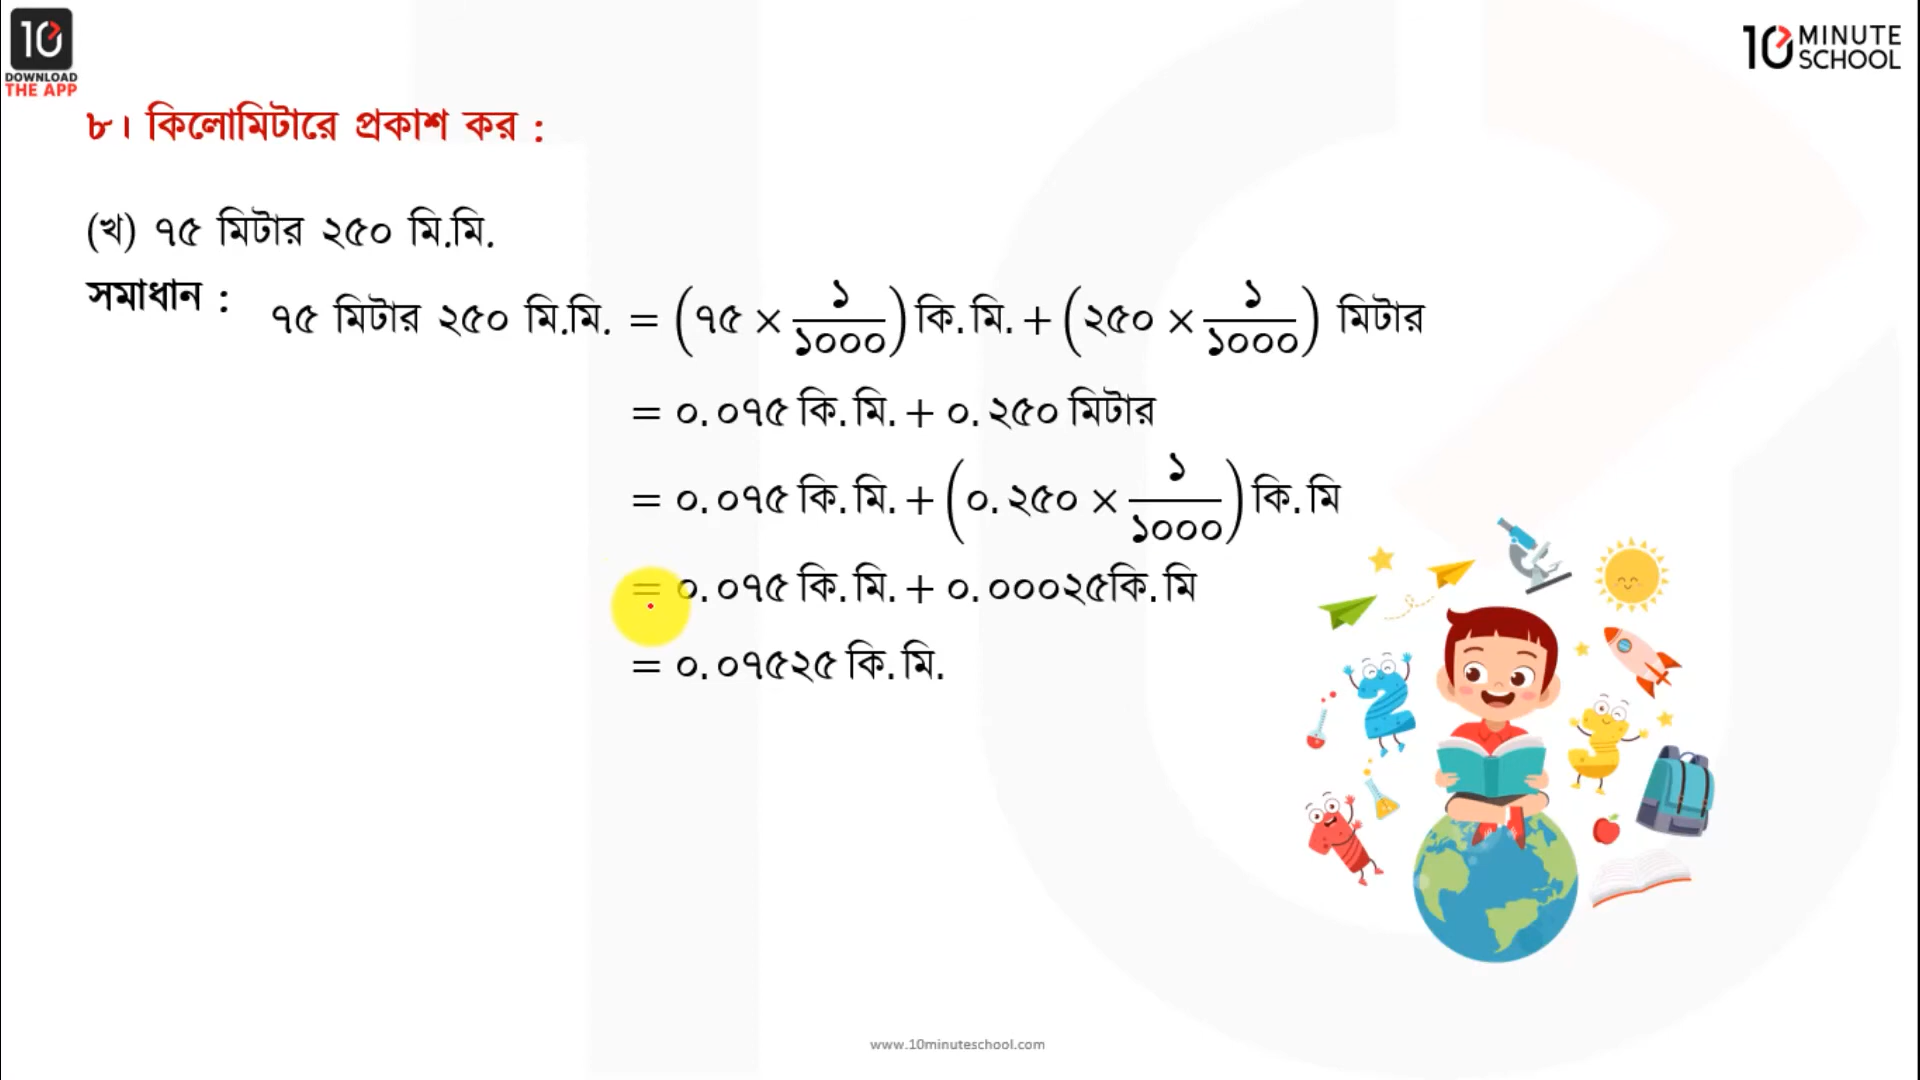 10
DOWNLOAD
THE APP
10 MINUTE
SCHOOL
৮। কিলোমিটারে প্রকাশ কর :
(খ) ৭৫ মিটার ২৫০ মি.মি.
সমাধান : ৭৫ মিটার ২৫০ মি.মি. = (৭৫ × ১/১০০০) কি. মি. + (২৫০ × ১/১০০০) মিটার
= ০. ০৭৫ কি. মি. + ০. ২৫০ মিটার
= ০. ০৭৫ কি. মি. + (০. ২৫০ × ১/১০০০) কি. মি
= ০. ০৭৫ কি. মি. + ০. ০০০২৫কি. মি
= ০. ০৭৫২৫ কি. মি.
2
1
www.10minuteschool.com